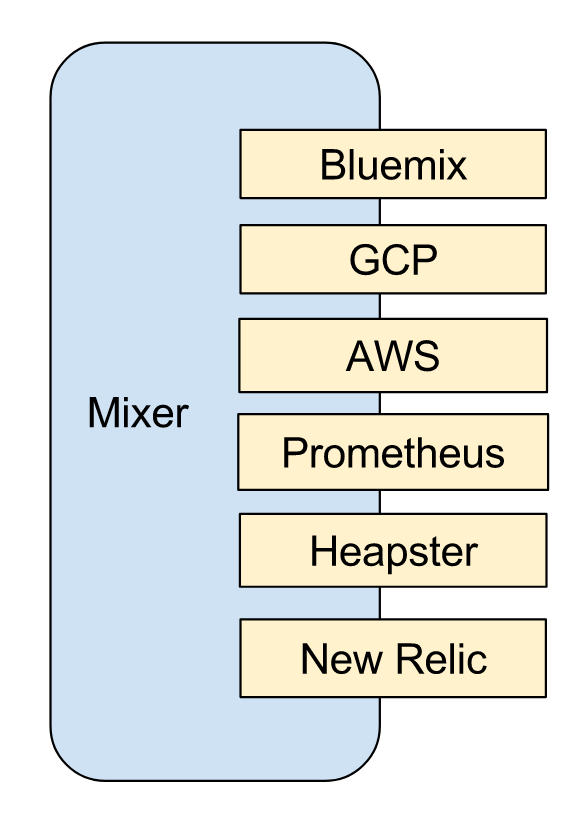 Bluemix
GCP
AWS
Mixer
Prometheus
Heapster
New Relic